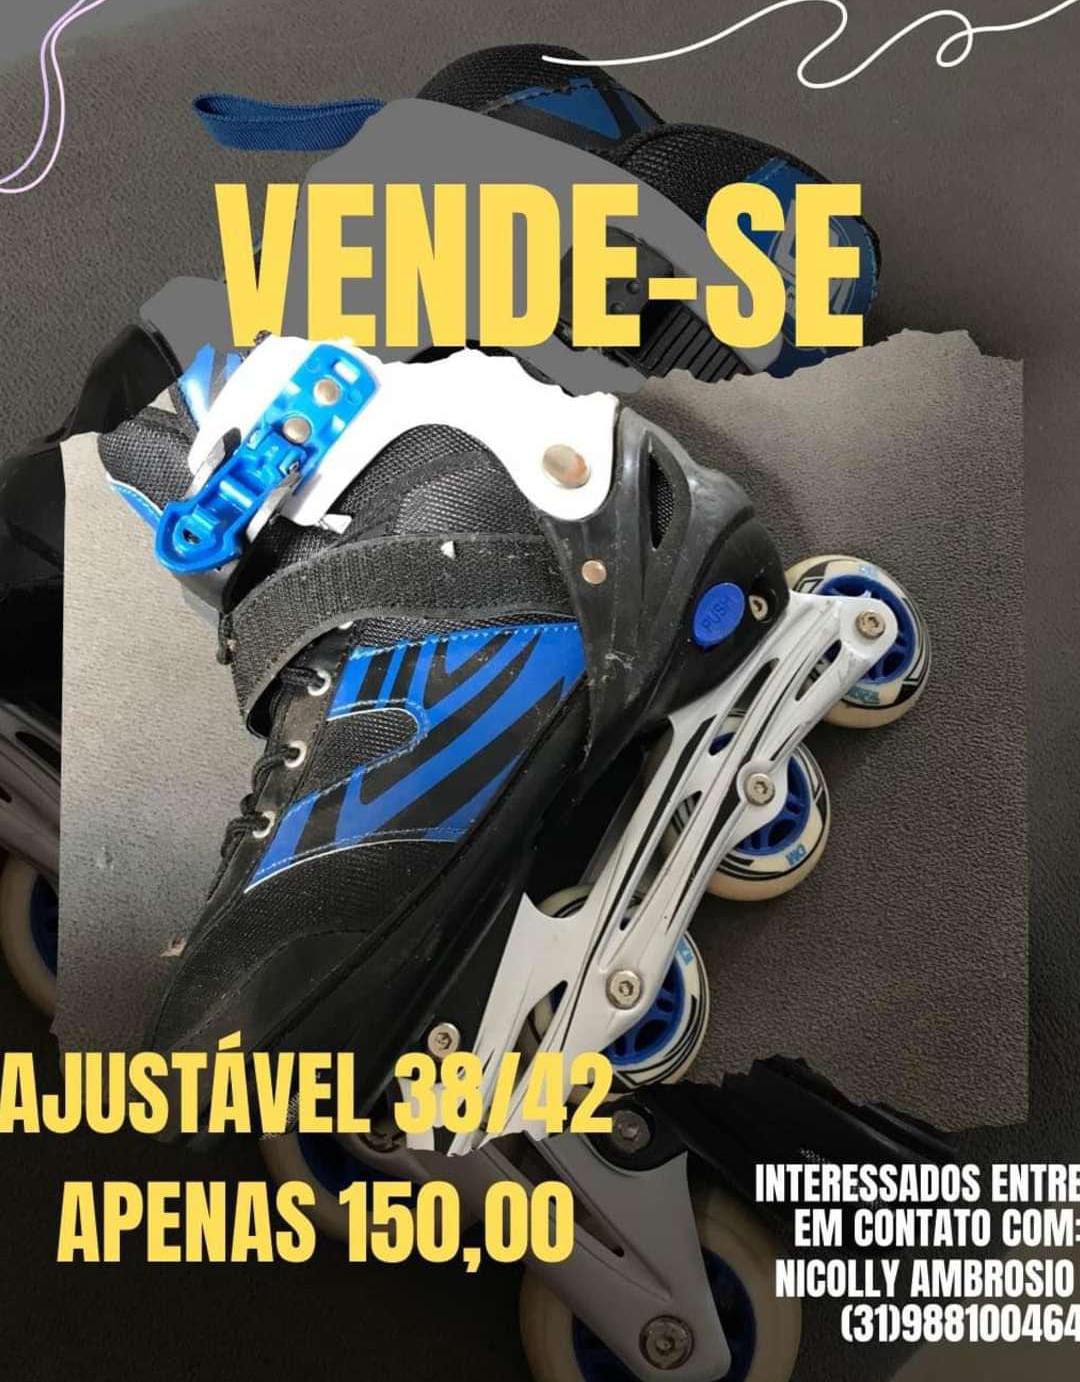 VENDE-SE
PUSH
AJUSTÁVEL 38/42
APENAS 150,00
INTERESSADOS ENTRE
EM CONTATO COM:
NICOLLY AMBROSIO
(31)988100464